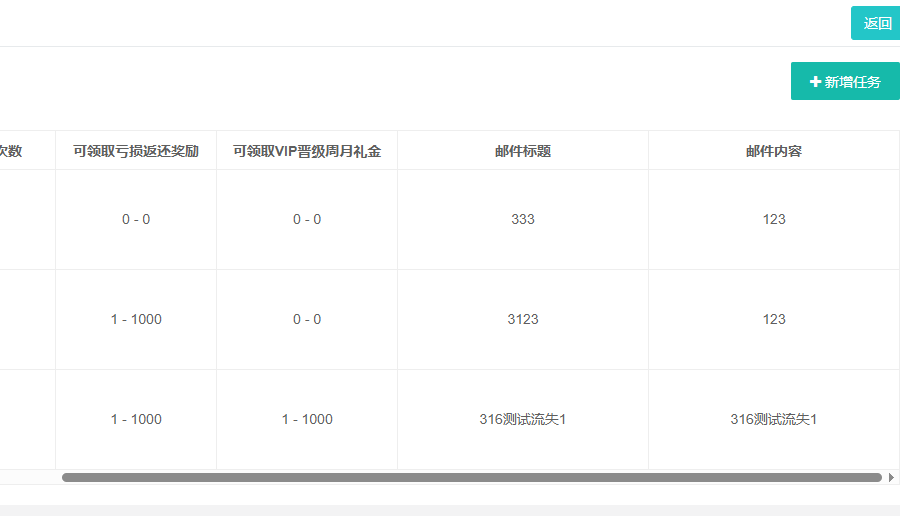 返回
新增任务
次数 可领取亏损返还奖励 可领取VIP晋级周月礼金 邮件标题 邮件内容
0 - 0 0 - 0 333 123
1 - 1000 0 - 0 3123 123
1 - 1000 1 - 1000 316测试流失1 316测试流失1